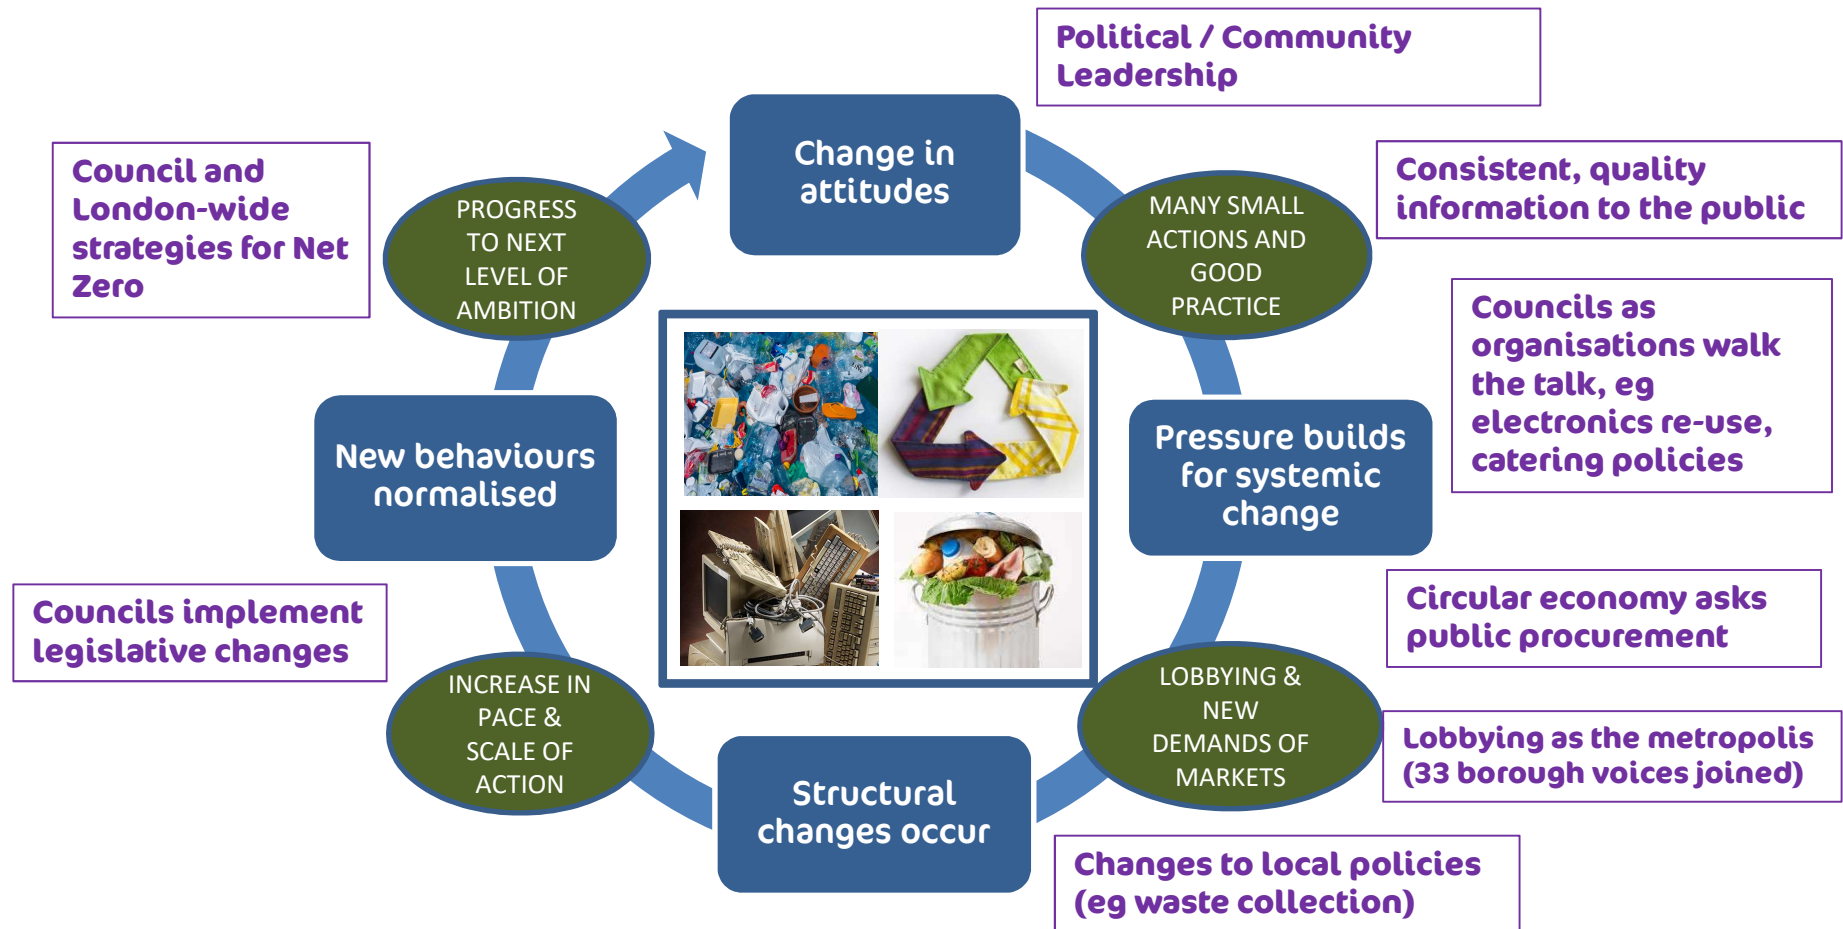 Political / Community
Leadership
Change in
attitudes
Council and
London-wide
strategies for Net
Zero
PROGRESS
TO NEXT
LEVEL OF
AMBITION
MANY SMALL
ACTIONS AND
GOOD
PRACTICE
Consistent, quality
information to the public
Councils as
organisations walk
the talk, eg
electronics re-use,
catering policies
New behaviours
normalised
Pressure builds
for systemic
change
Councils implement
legislative changes
Circular economy asks
public procurement
INCREASE IN
PACE &
SCALE OF
ACTION
LOBBYING &
NEW
DEMANDS OF
MARKETS
Lobbying as the metropolis
(33 borough voices joined)
Structural
changes occur
Changes to local policies
(eg waste collection)